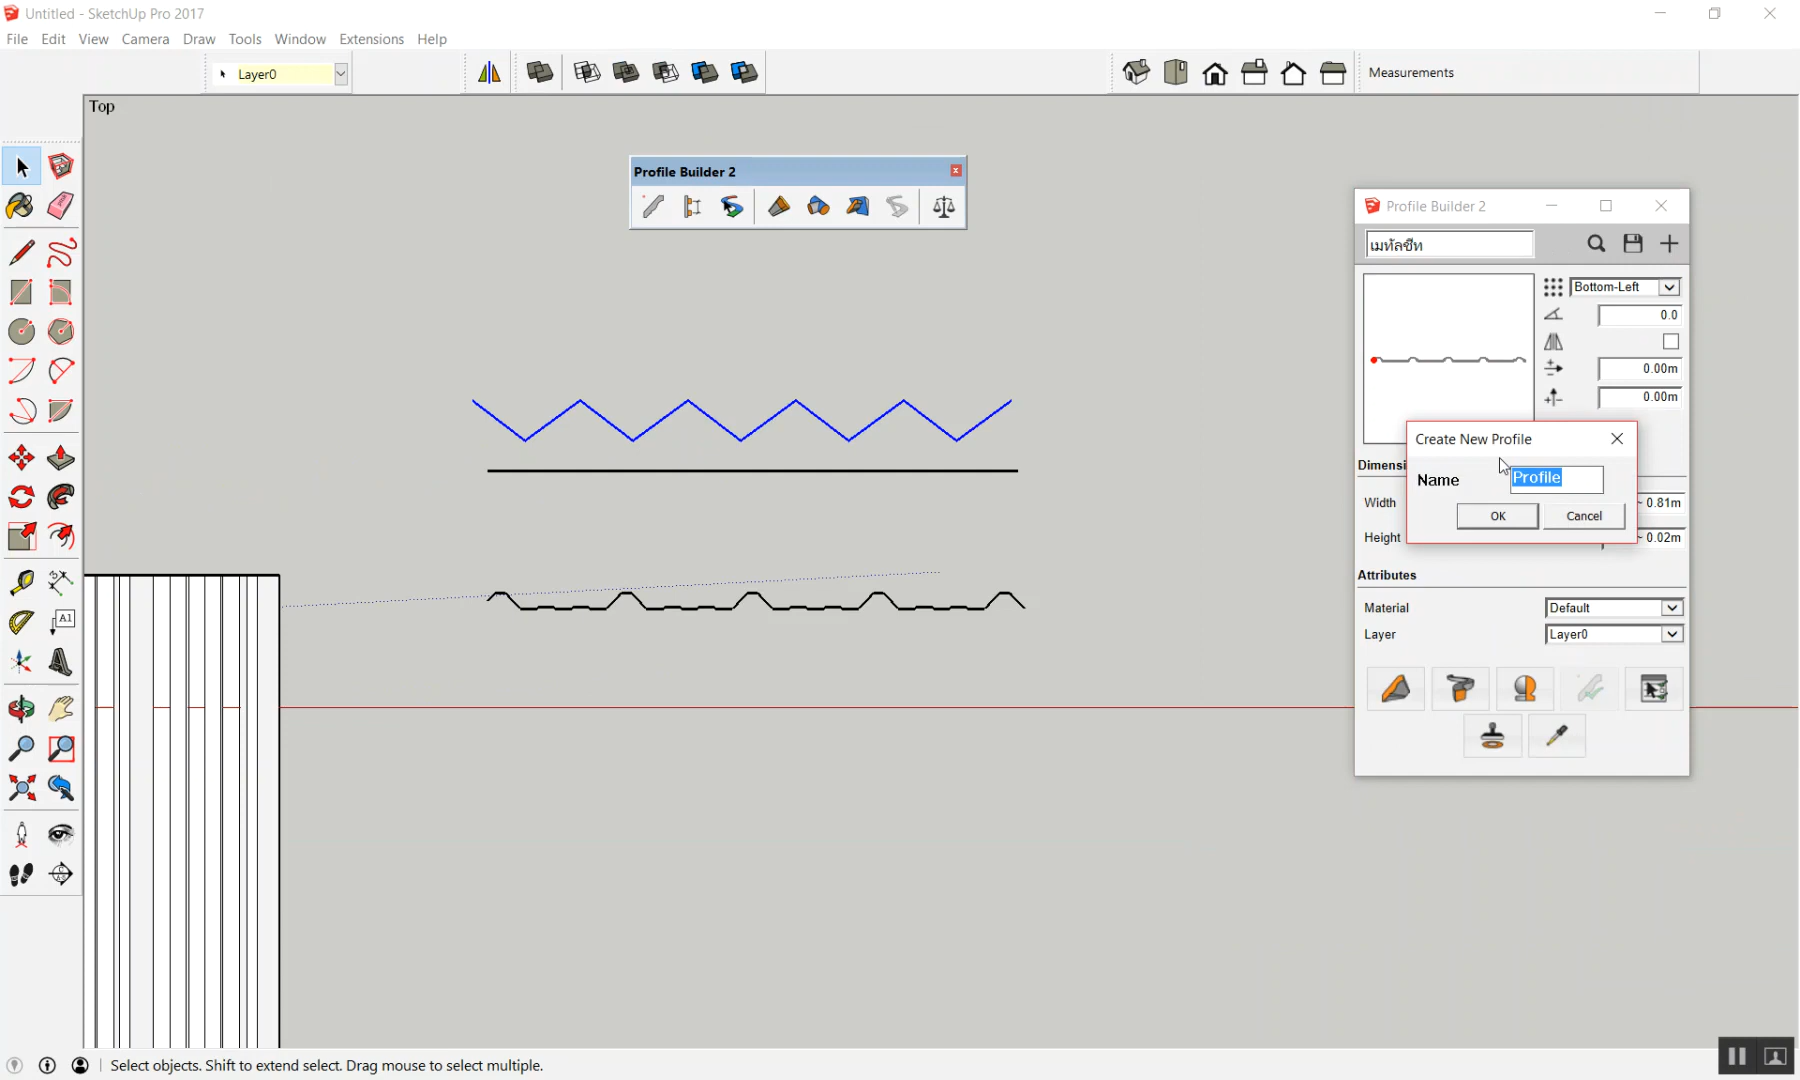 Untitled - SketchUp Pro 2017
File Edit View Camera Draw Tools Window Extensions Help
Layer0
Measurements
Top
Profile Builder 2
Profile Builder 2
เมทัลชีท
Bottom-Left
0.0
0.00m
0.00m
Create New Profile
Dimensi
Name Profile
Width ~ 0.81m
OK Cancel
Height ~ 0.02m
Attributes
Material Default
Layer Layer0
A1
Select objects. Shift to extend select. Drag mouse to select multiple.